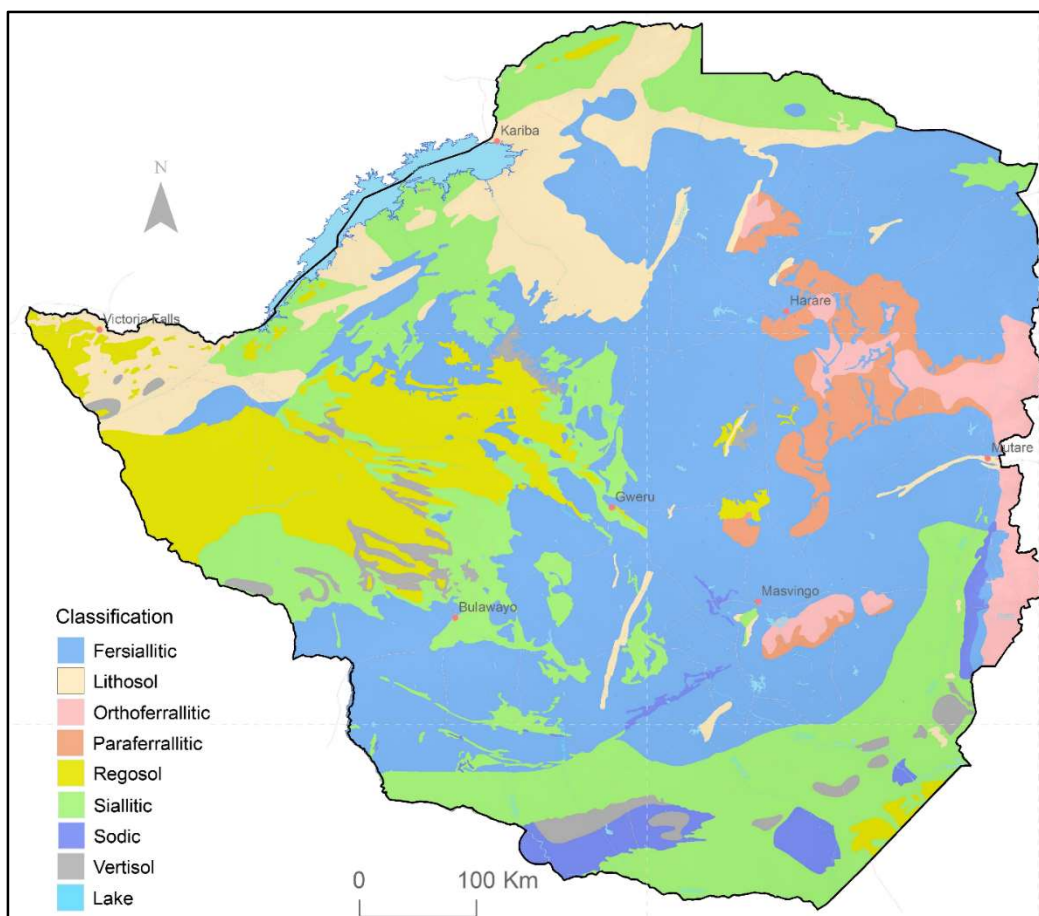 Kariba
N
Harare
Victoria Falls
Mutare
Gweru
Masvingo
Bulawayo
Classification
Fersiallitic
Lithosol
Orthoferrallitic
Paraferrallitic
Regosol
Siallitic
Sodic
Vertisol
Lake
0 100 Km